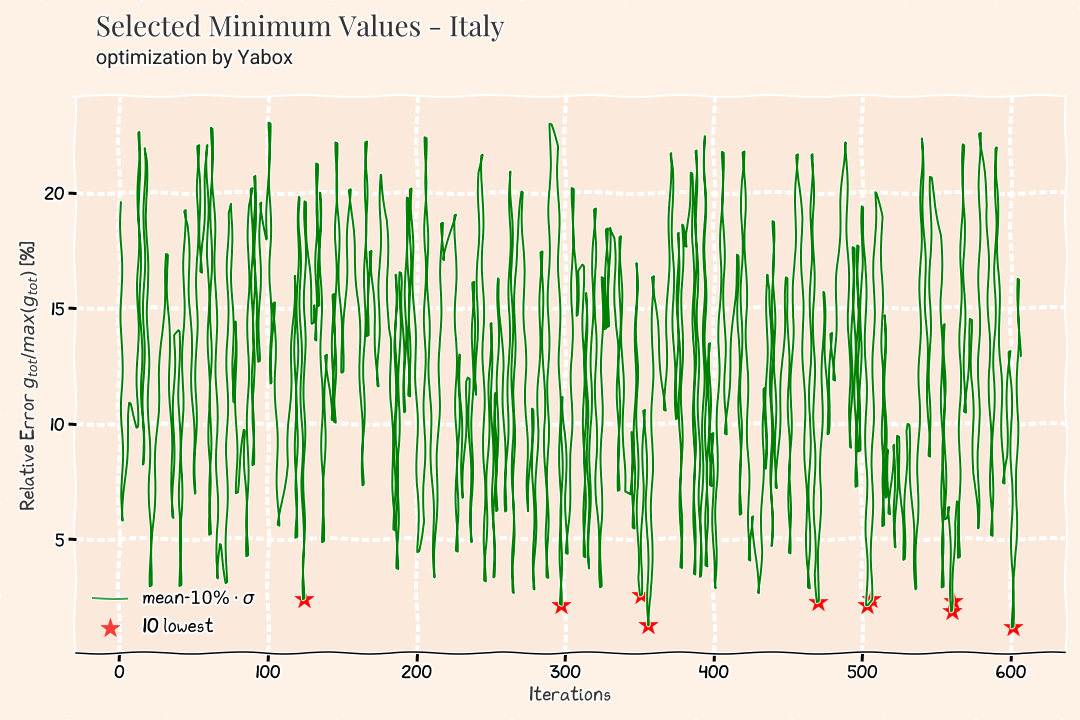 Selected Minimum Values - Italy
optimization by Yabox
Relative Error g_tot/max(g_tot) [%]
20
15
10
5
mean-10% · σ
10 lowest
0 100 200 300 400 500 600
Iterations